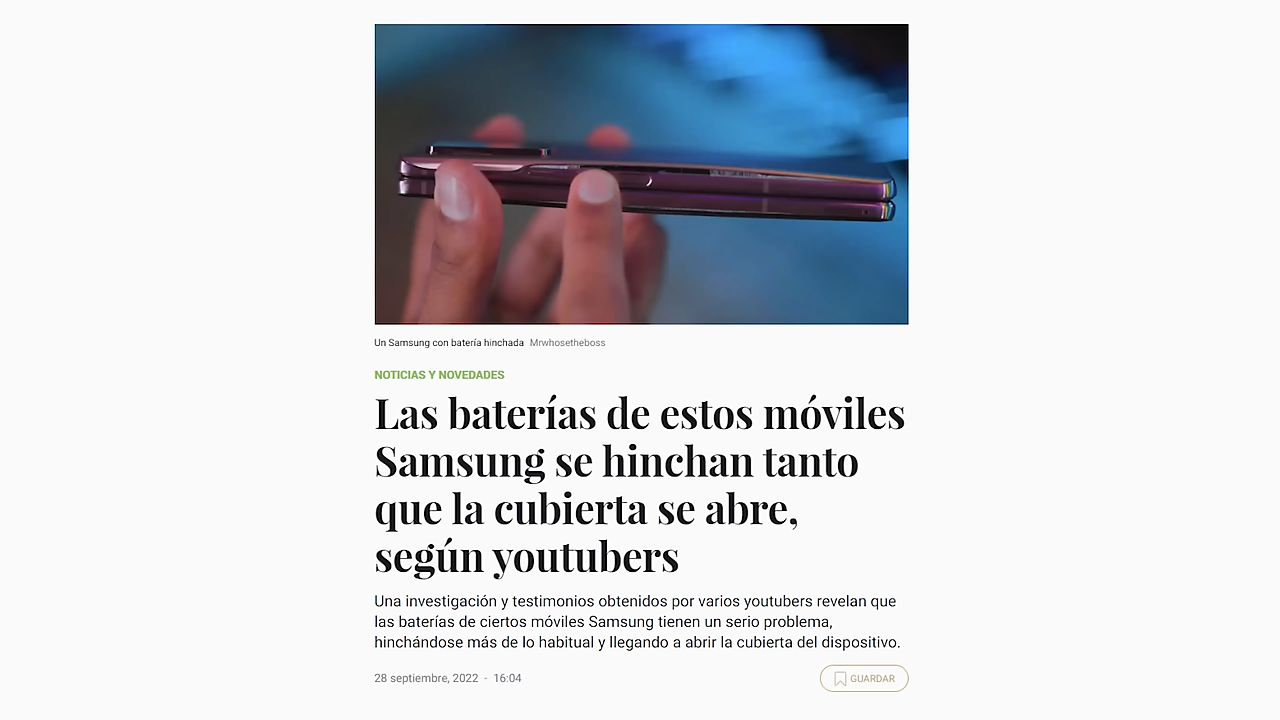 Un Samsung con batería hinchada Mrwhosetheboss
NOTICIAS Y NOVEDADES
Las baterías de estos móviles
Samsung se hinchan tanto
que la cubierta se abre,
según youtubers
Una investigación y testimonios obtenidos por varios youtubers revelan que
las baterías de ciertos móviles Samsung tienen un serio problema,
hinchándose más de lo habitual y llegando a abrir la cubierta del dispositivo.
28 septiembre, 2022 - 16:04
GUARDAR